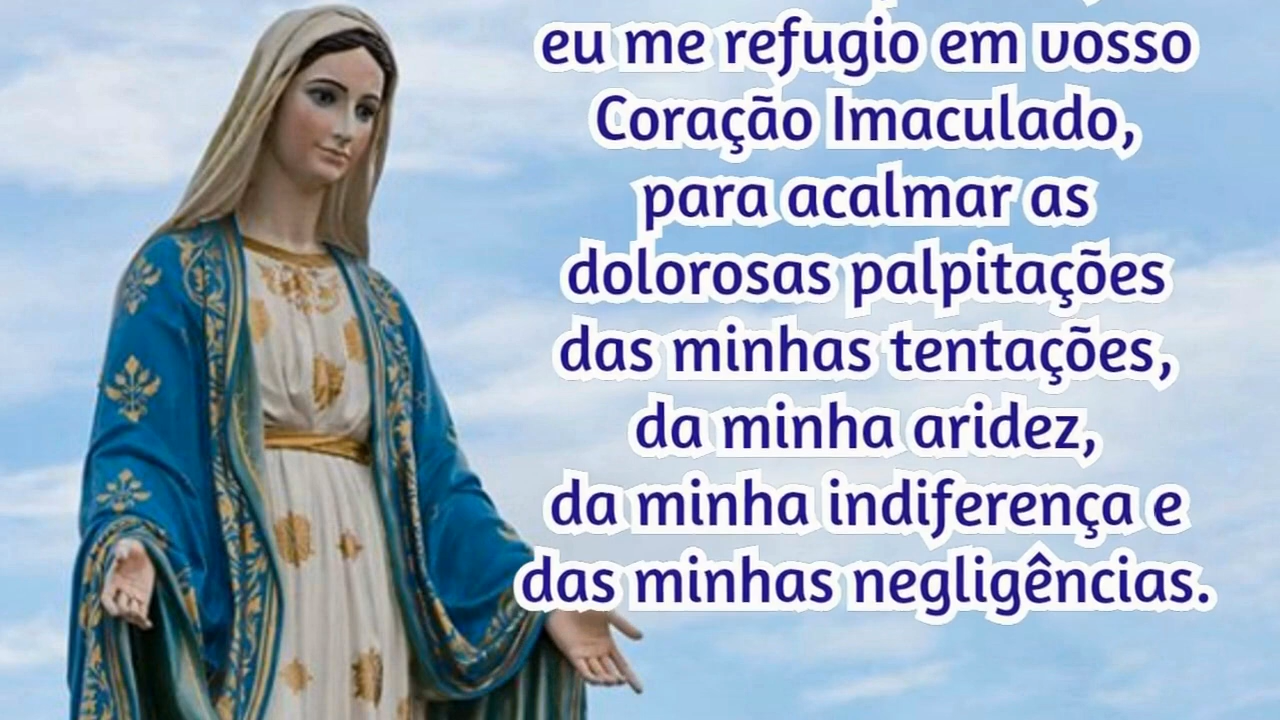 eu me refugio em vosso
Coração Imaculado,
para acalmar as
dolorosas palpitações
das minhas tentações,
da minha aridez,
da minha indiferença e
das minhas negligências.